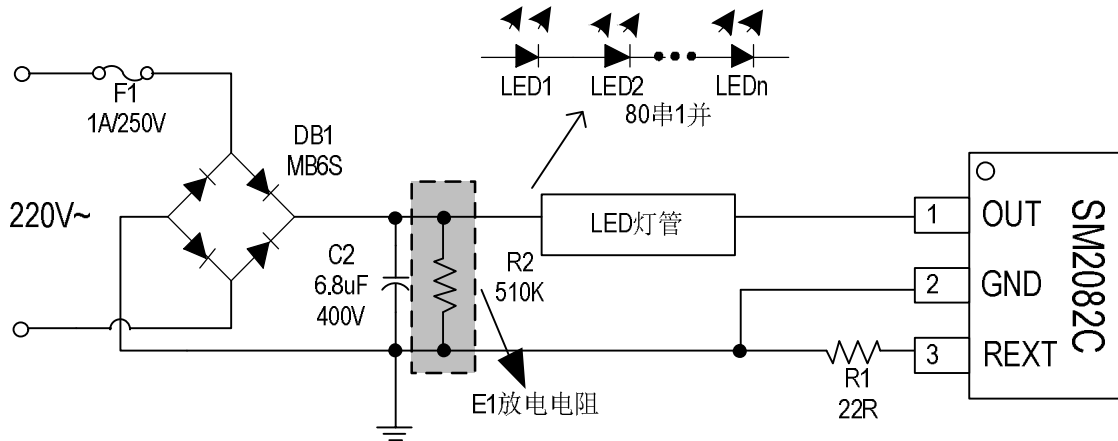 LED1
LED2
LEDn
80串1并
F1
1A/250V
DB1
MB6S
220V~
C2
6.8uF
400V
R2
510K
E1放电电阻
LED灯管
1
OUT
2
GND
3
REXT
SM2082C
R1
22R